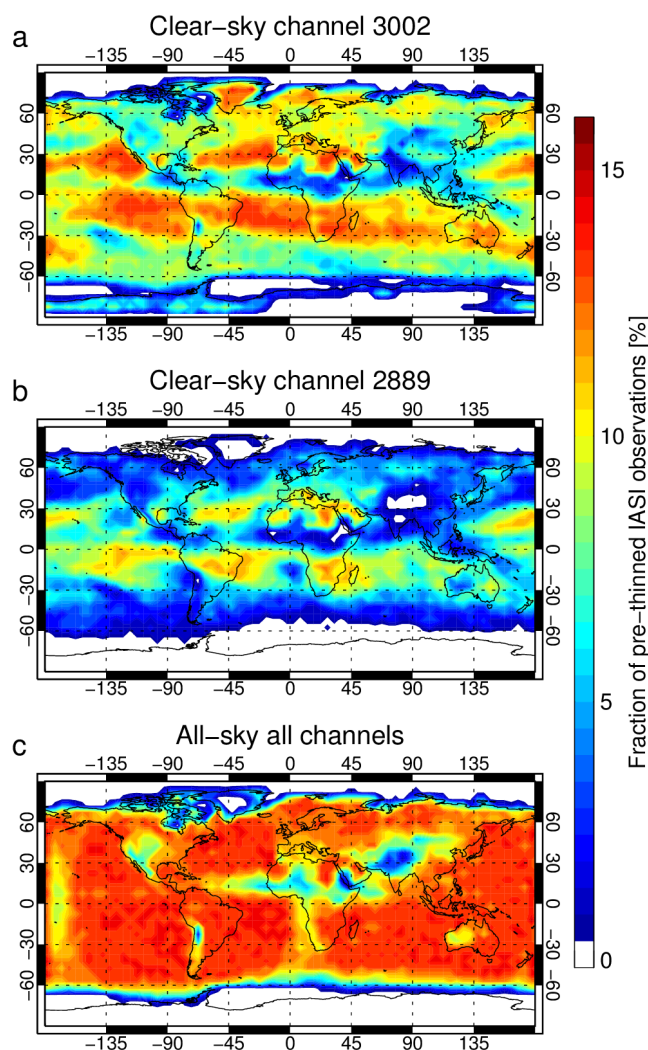 a
Clear−sky channel 3002
−135 −90 −45 0 45 90 135
60 60
30 30
0 0
−30 −30
−60 −60
−135 −90 −45 0 45 90 135
b
Clear−sky channel 2889
−135 −90 −45 0 45 90 135
60 60
30 30
0 0
−30 −30
−60 −60
−135 −90 −45 0 45 90 135
c
All−sky all channels
−135 −90 −45 0 45 90 135
60 60
30 30
0 0
−30 −30
−60 −60
−135 −90 −45 0 45 90 135
15
10
5
0
Fraction of pre−thinned IASI observations [%]